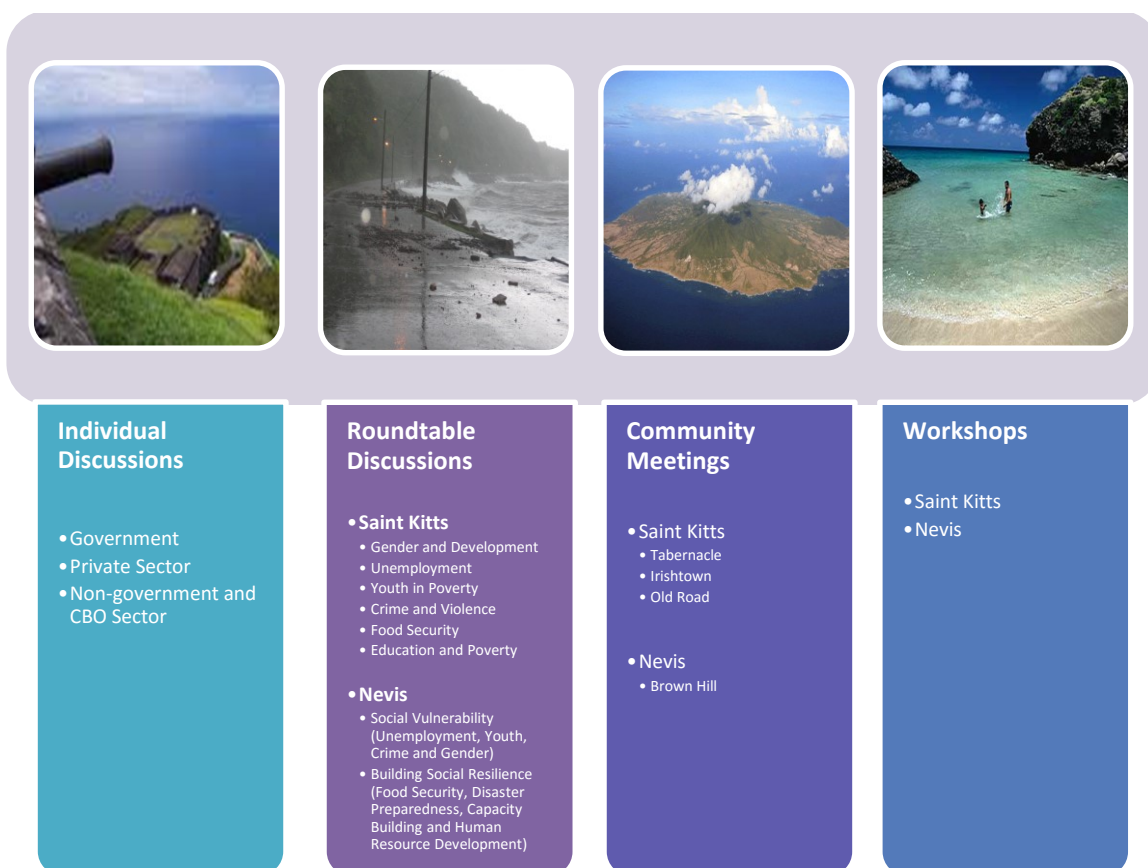 Individual
Discussions
•Government
•Private Sector
•Non-government and
CBO Sector
Roundtable
Discussions
•Saint Kitts
• Gender and Development
• Unemployment
• Youth in Poverty
• Crime and Violence
• Food Security
• Education and Poverty
•Nevis
• Social Vulnerability
(Unemployment, Youth,
Crime and Gender)
• Building Social Resilience
(Food Security, Disaster
Preparedness, Capacity
Building and Human
Resource Development)
Community
Meetings
•Saint Kitts
• Tabernacle
• Irishtown
• Old Road
•Nevis
• Brown Hill
Workshops
•Saint Kitts
•Nevis